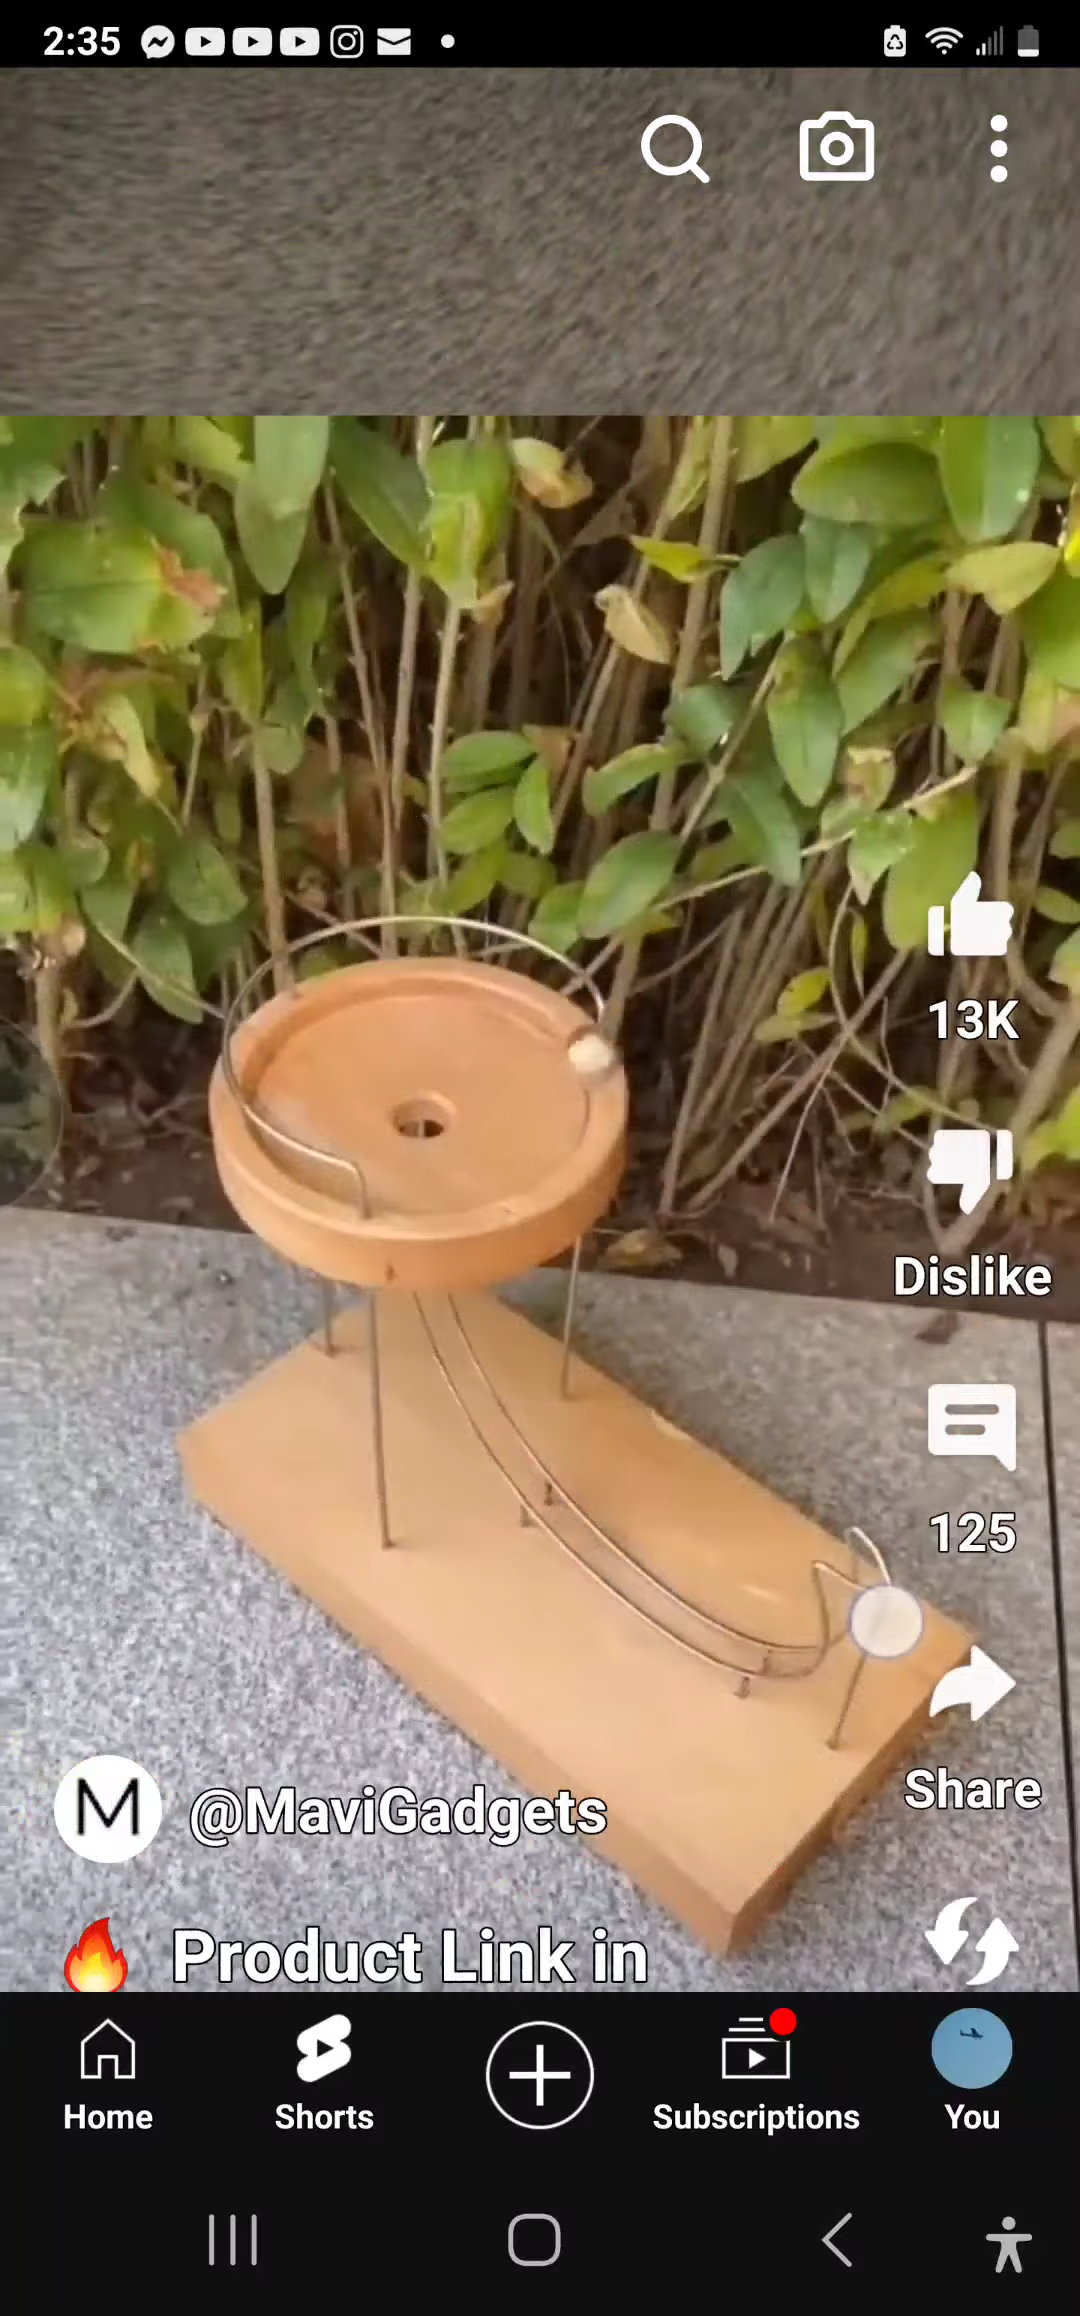 2:35
13K
Dislike
125
Share
M @MaviGadgets
🔥 Product Link in
Home Shorts Subscriptions You